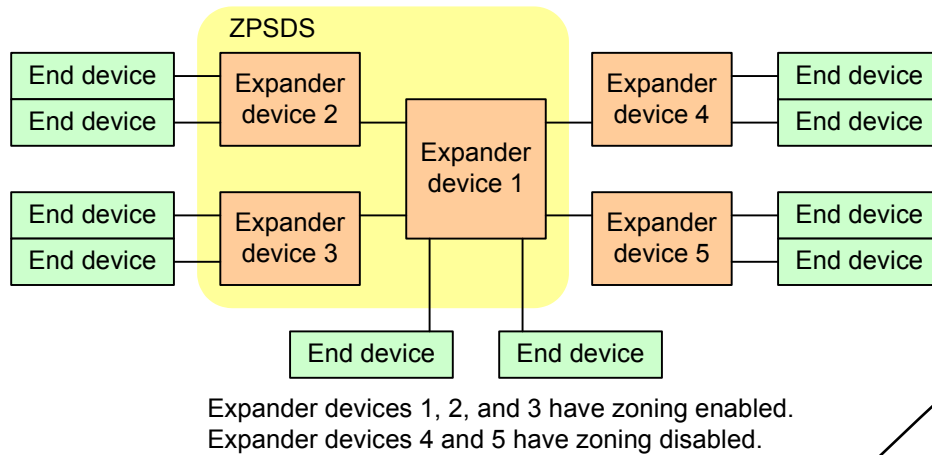 ZPSDS
End device
End device
Expander
device 2
Expander
device 1
Expander
device 4
End device
End device
End device
End device
Expander
device 3
Expander
device 5
End device
End device
End device
End device
Expander devices 1, 2, and 3 have zoning enabled.
Expander devices 4 and 5 have zoning disabled.